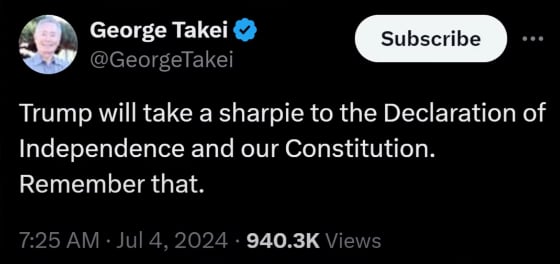 George Takei
@GeorgeTakei
Subscribe
Trump will take a sharpie to the Declaration of
Independence and our Constitution.
Remember that.
7:25 AM · Jul 4, 2024 · 940.3K Views